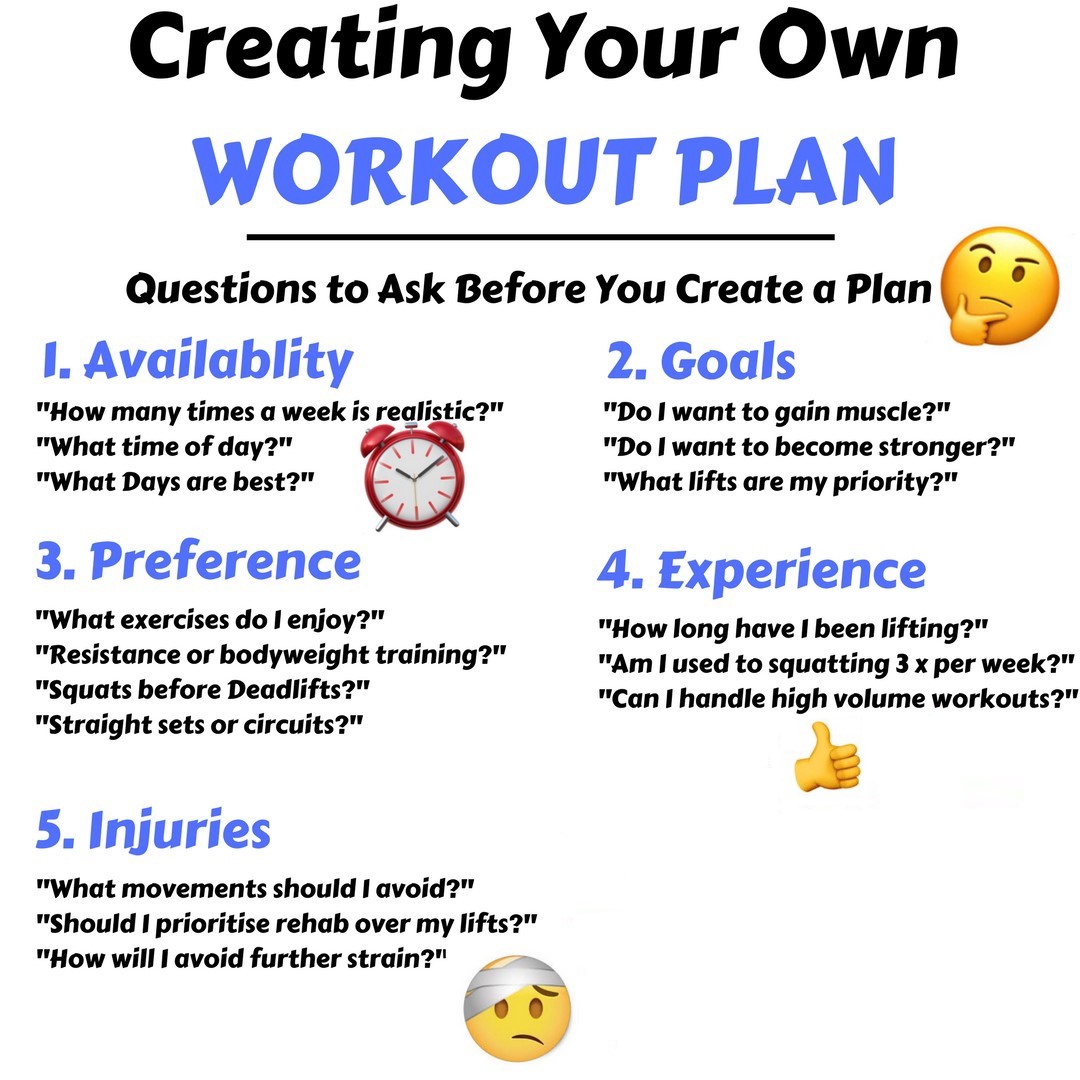 Creating Your Own
WORKOUT PLAN
Questions to Ask Before You Create a Plan
1. Availablity
"How many times a week is realistic?"
"What time of day?"
"What Days are best?"
2. Goals
"Do I want to gain muscle?"
"Do I want to become stronger?"
"What lifts are my priority?"
3. Preference
"What exercises do I enjoy?"
"Resistance or bodyweight training?"
"Squats before Deadlifts?"
"Straight sets or circuits?"
4. Experience
"How long have I been lifting?"
"Am I used to squatting 3 x per week?"
"Can I handle high volume workouts?"
5. Injuries
"What movements should I avoid?"
"Should I prioritise rehab over my lifts?"
"How will I avoid further strain?"